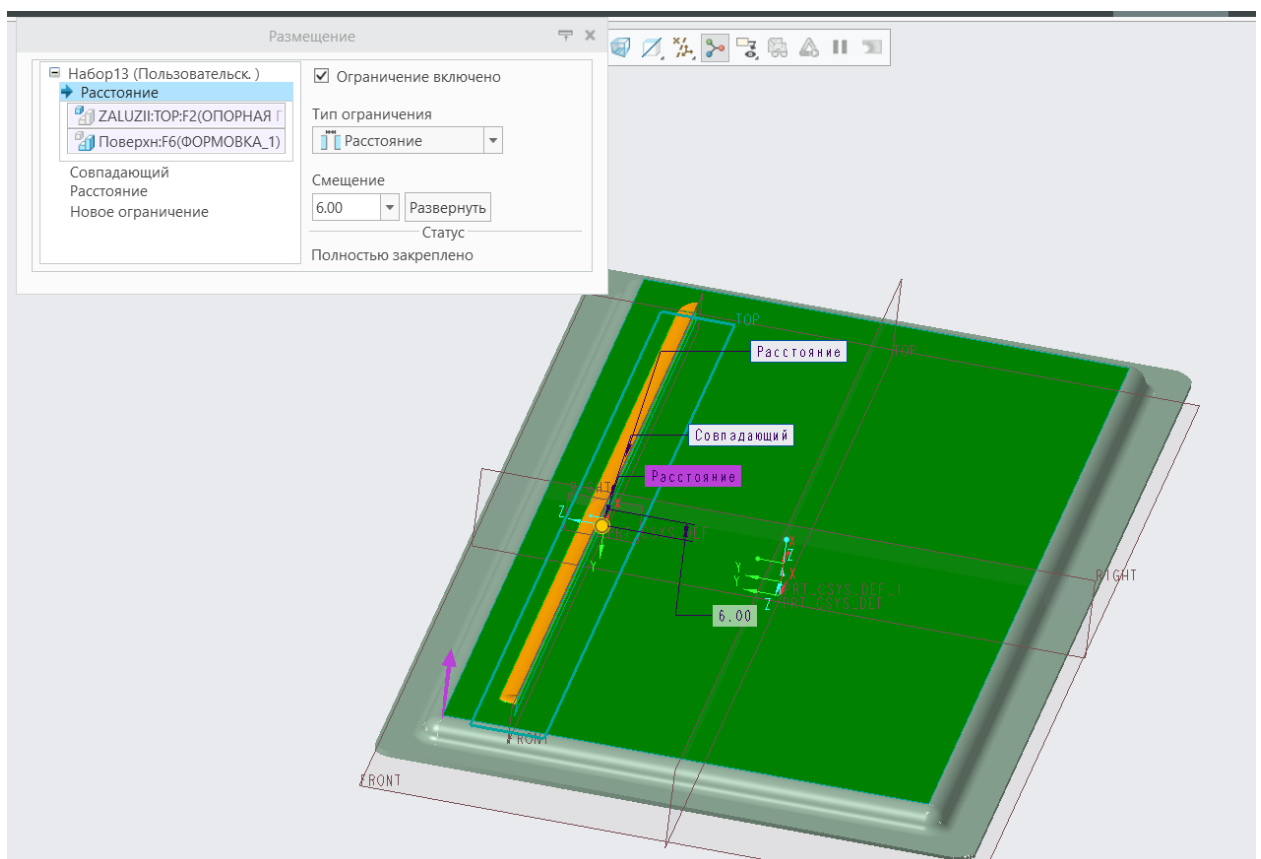 Размещение
Набор13 (Пользовательск. )
Расстояние
ZALUZII:TOP:F2(ОПОРНАЯ Г
Поверхн:F6(ФОРМОВКА_1)
Совпадающий
Расстояние
Новое ограничение
Ограничение включено
Тип ограничения
Расстояние
Смещение
6.00
Развернуть
Статус
Полностью закреплено
TOP
TOP
Расстояние
Совпадающий
Расстояние
RIGHT
X
Z
PRT_CSYS_DEF
Y
X
Z
Y
X
Y
PRT_CSYS_DEF_1
Z
PRT_CSYS_DEF
RIGHT
6.00
FRONT
FRONT